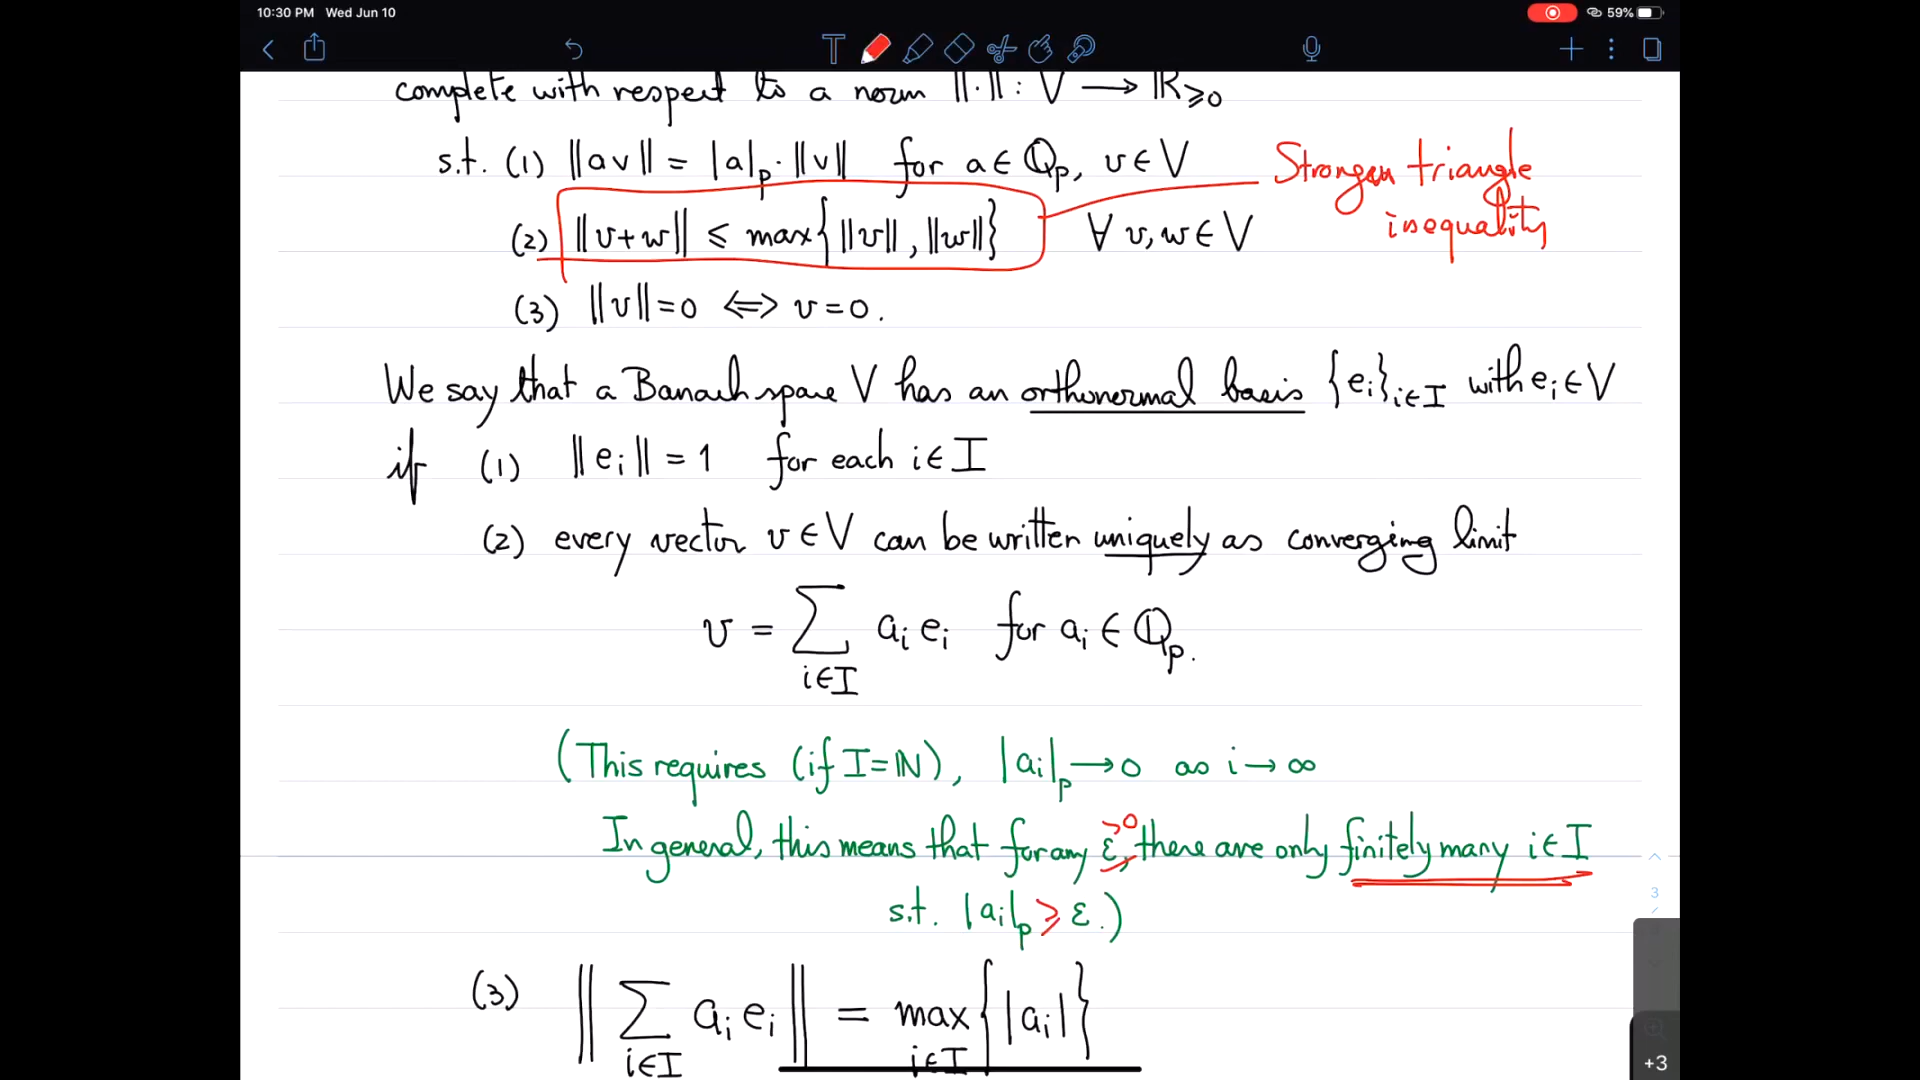 10:30 PM Wed Jun 10
59%
complete with respect to a norm ‖·‖ : V → ℝ⩾0
s.t. (1) ‖av‖ = |a|p · ‖v‖ for a ∈ ℚp, v ∈ V
Stronger triangle
inequality
(2) ‖v+w‖ ⩽ max{‖v‖, ‖w‖} ∀ v, w ∈ V
(3) ‖v‖ = 0 ⟺ v = 0.
We say that a Banach space V has an orthonormal basis {ei}i∈I with ei ∈ V
if (1) ‖ei‖ = 1 for each i ∈ I
(2) every vector v ∈ V can be written uniquely as converging limit
v = ∑i∈I ai ei for ai ∈ ℚp.
(This requires (if I = ℕ), |ai|p → 0 as i → ∞
In general, this means that for any ε>0, there are only finitely many i ∈ I
s.t. |ai|p ⩾ ε.)
(3) ‖∑i∈I ai ei‖ = max i∈I {|ai|}
3
+3